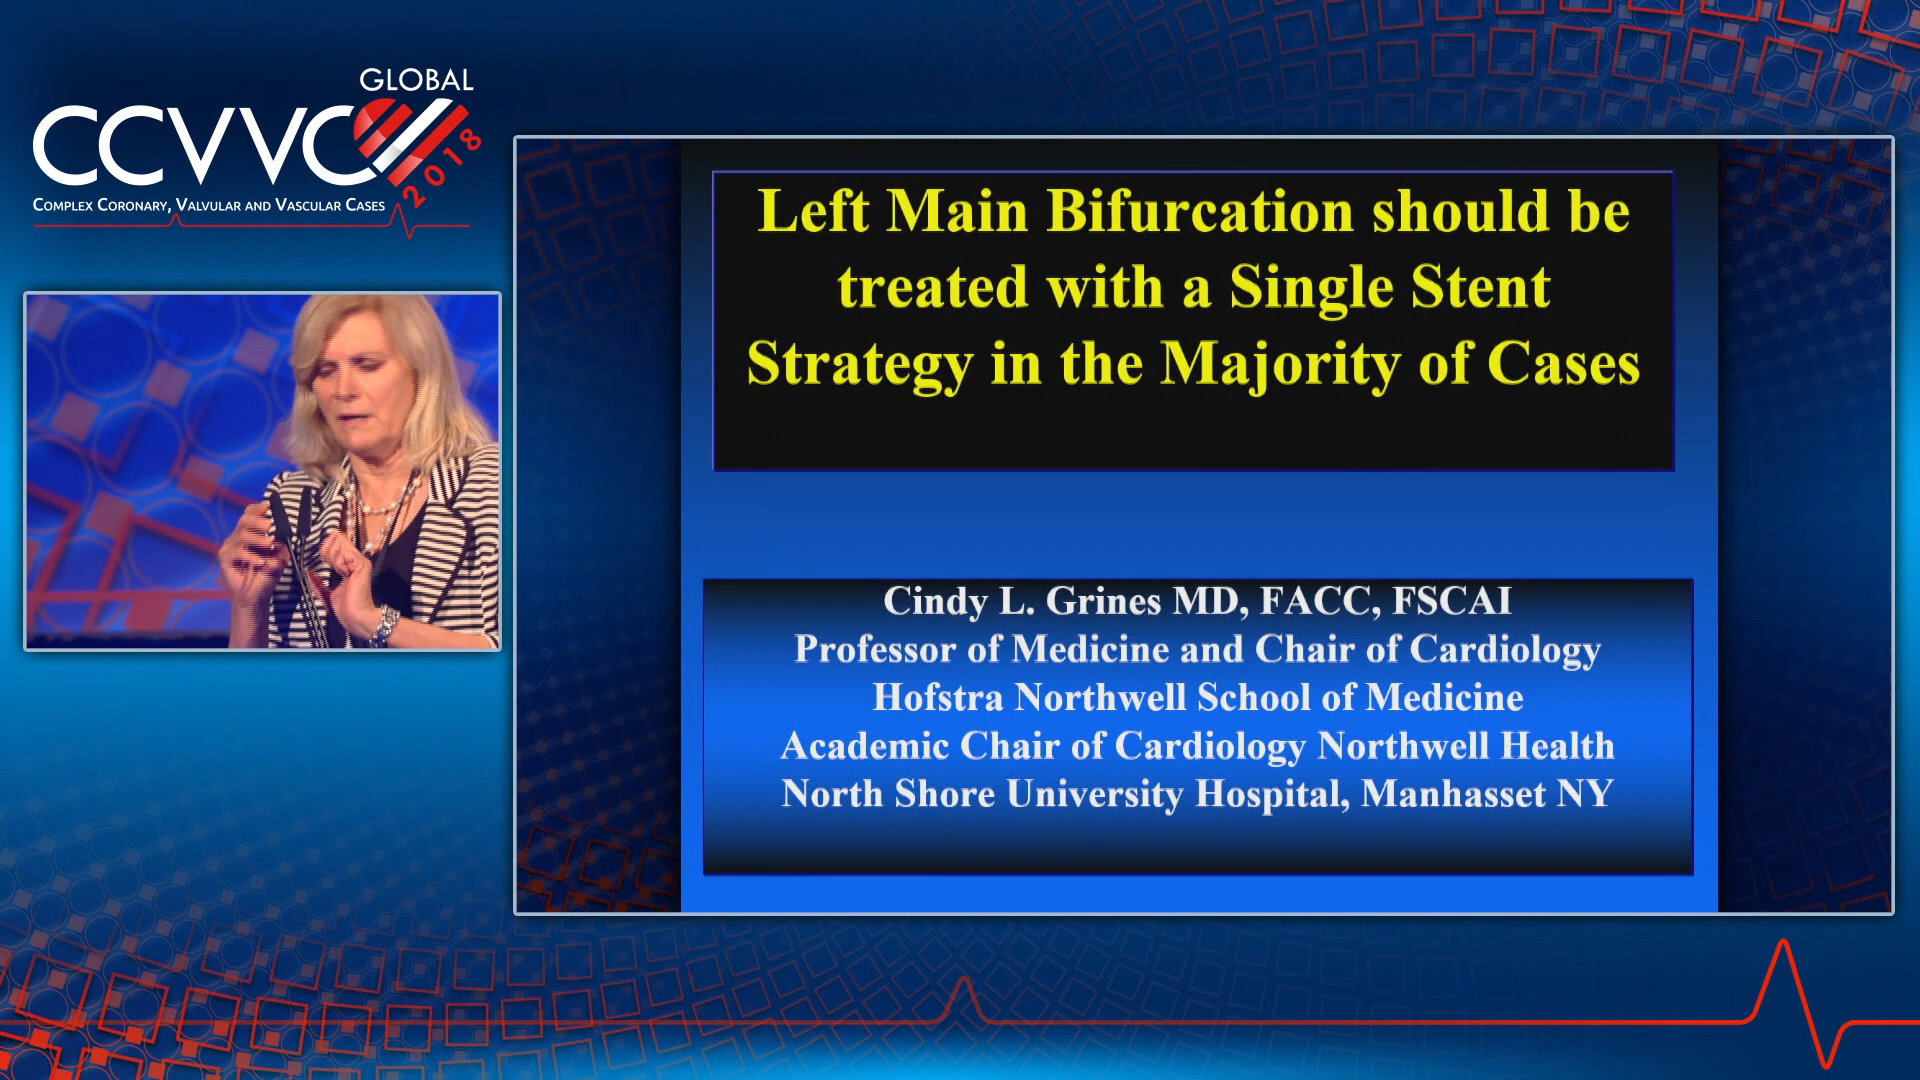 GLOBAL
CCVVC
2018
COMPLEX CORONARY, VALVULAR AND VASCULAR CASES
Left Main Bifurcation should be
treated with a Single Stent
Strategy in the Majority of Cases
Cindy L. Grines MD, FACC, FSCAI
Professor of Medicine and Chair of Cardiology
Hofstra Northwell School of Medicine
Academic Chair of Cardiology Northwell Health
North Shore University Hospital, Manhasset NY